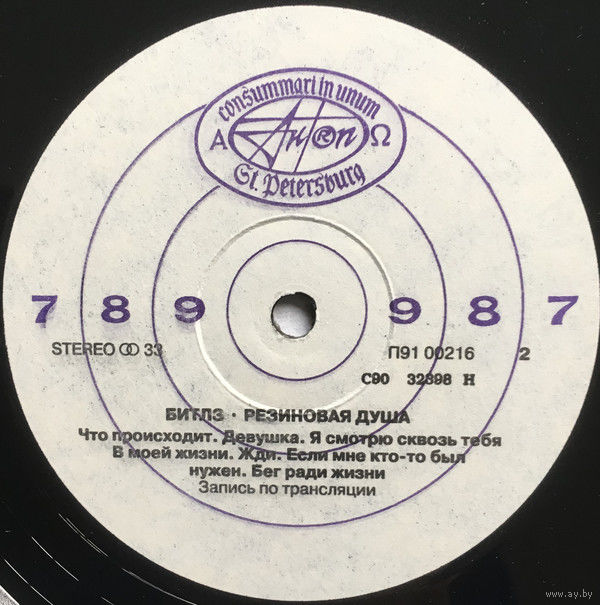 consummari in unum
Α АнТроп Ω
St. Petersburg
7 8 9 9 8 7
STEREO 33 П91 00216 2
С90 32898 Н
БИТЛЗ · РЕЗИНОВАЯ ДУША
Что происходит. Девушка. Я смотрю сквозь тебя
В моей жизни. Жди. Если мне кто-то был
нужен. Бег ради жизни
Запись по трансляции
www.ay.by